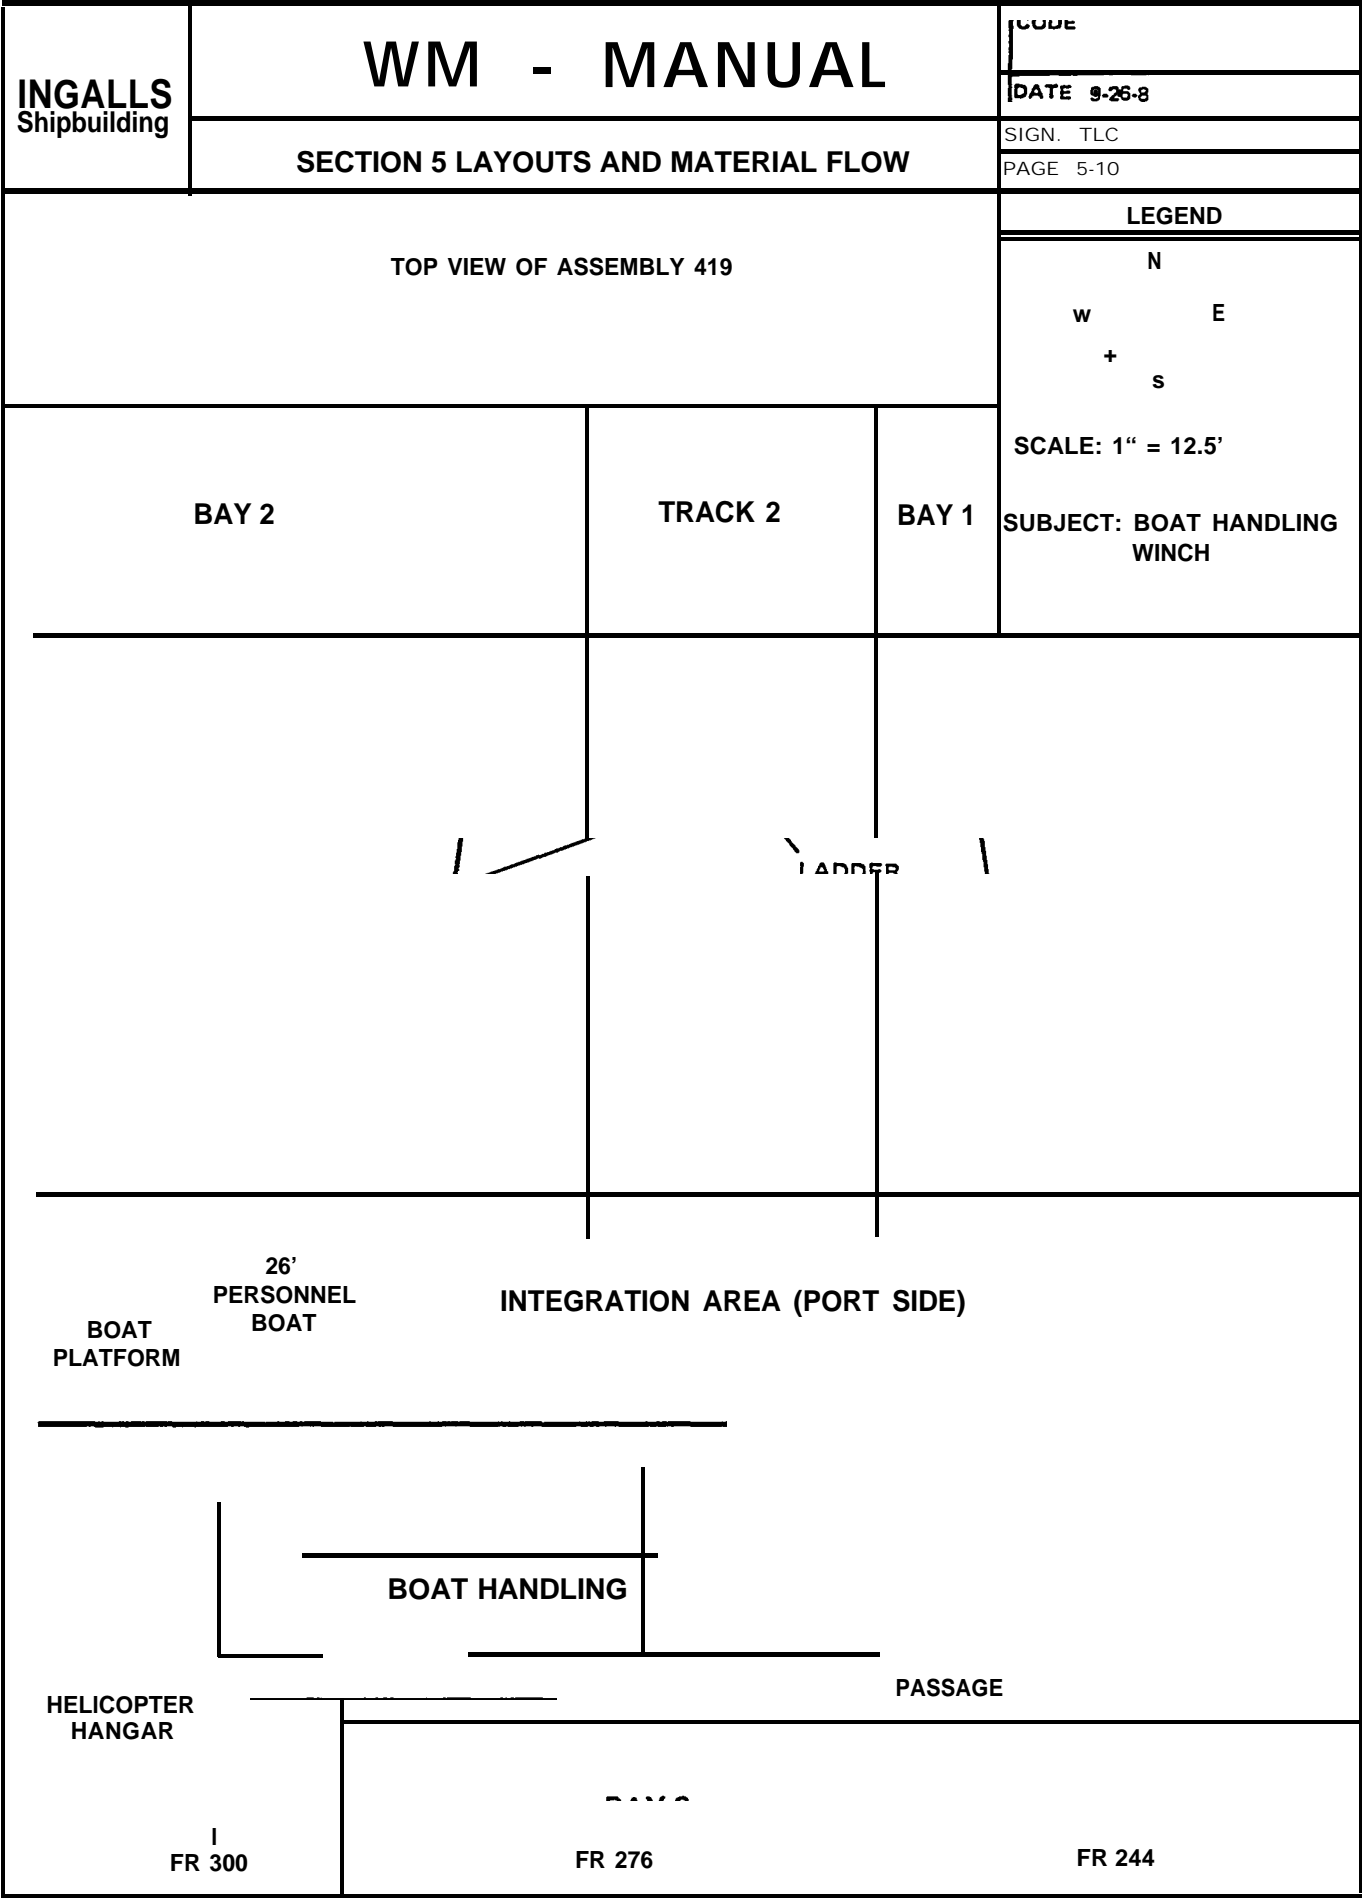 INGALLS
Shipbuilding
WM - MANUAL
SECTION 5 LAYOUTS AND MATERIAL FLOW
CODE
DATE 9-26-8
SIGN. TLC
PAGE 5-10
LEGEND
N
w E
+
s
SCALE: 1“ = 12.5’
SUBJECT: BOAT HANDLING
WINCH
TOP VIEW OF ASSEMBLY 419
BAY 2
TRACK 2
BAY 1
LADDER
26’
PERSONNEL
BOAT
BOAT
PLATFORM
INTEGRATION AREA (PORT SIDE)
BOAT HANDLING
PASSAGE
HELICOPTER
HANGAR
I
FR 300
FR 276
FR 244